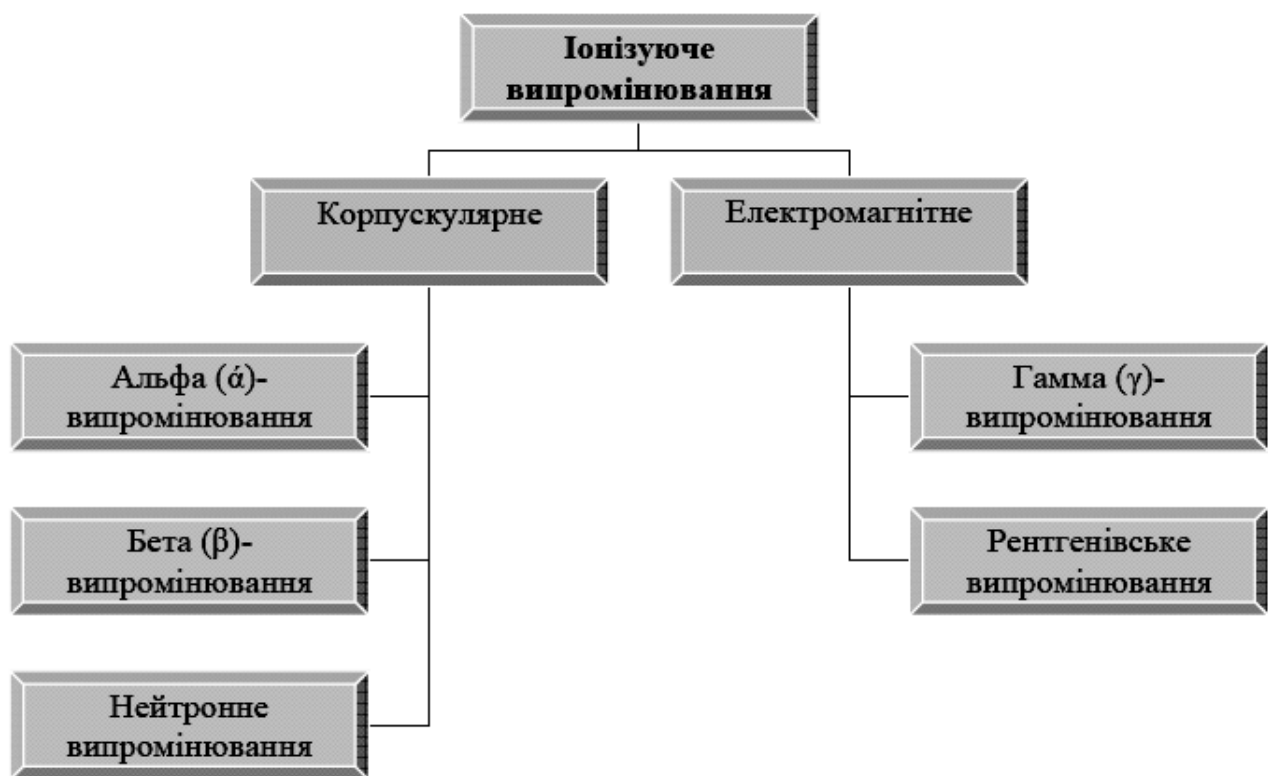 Іонізуюче
випромінювання
Корпускулярне
Електромагнітне
Альфа (ά)-
випромінювання
Гамма (γ)-
випромінювання
Бета (β)-
випромінювання
Рентгенівське
випромінювання
Нейтронне
випромінювання